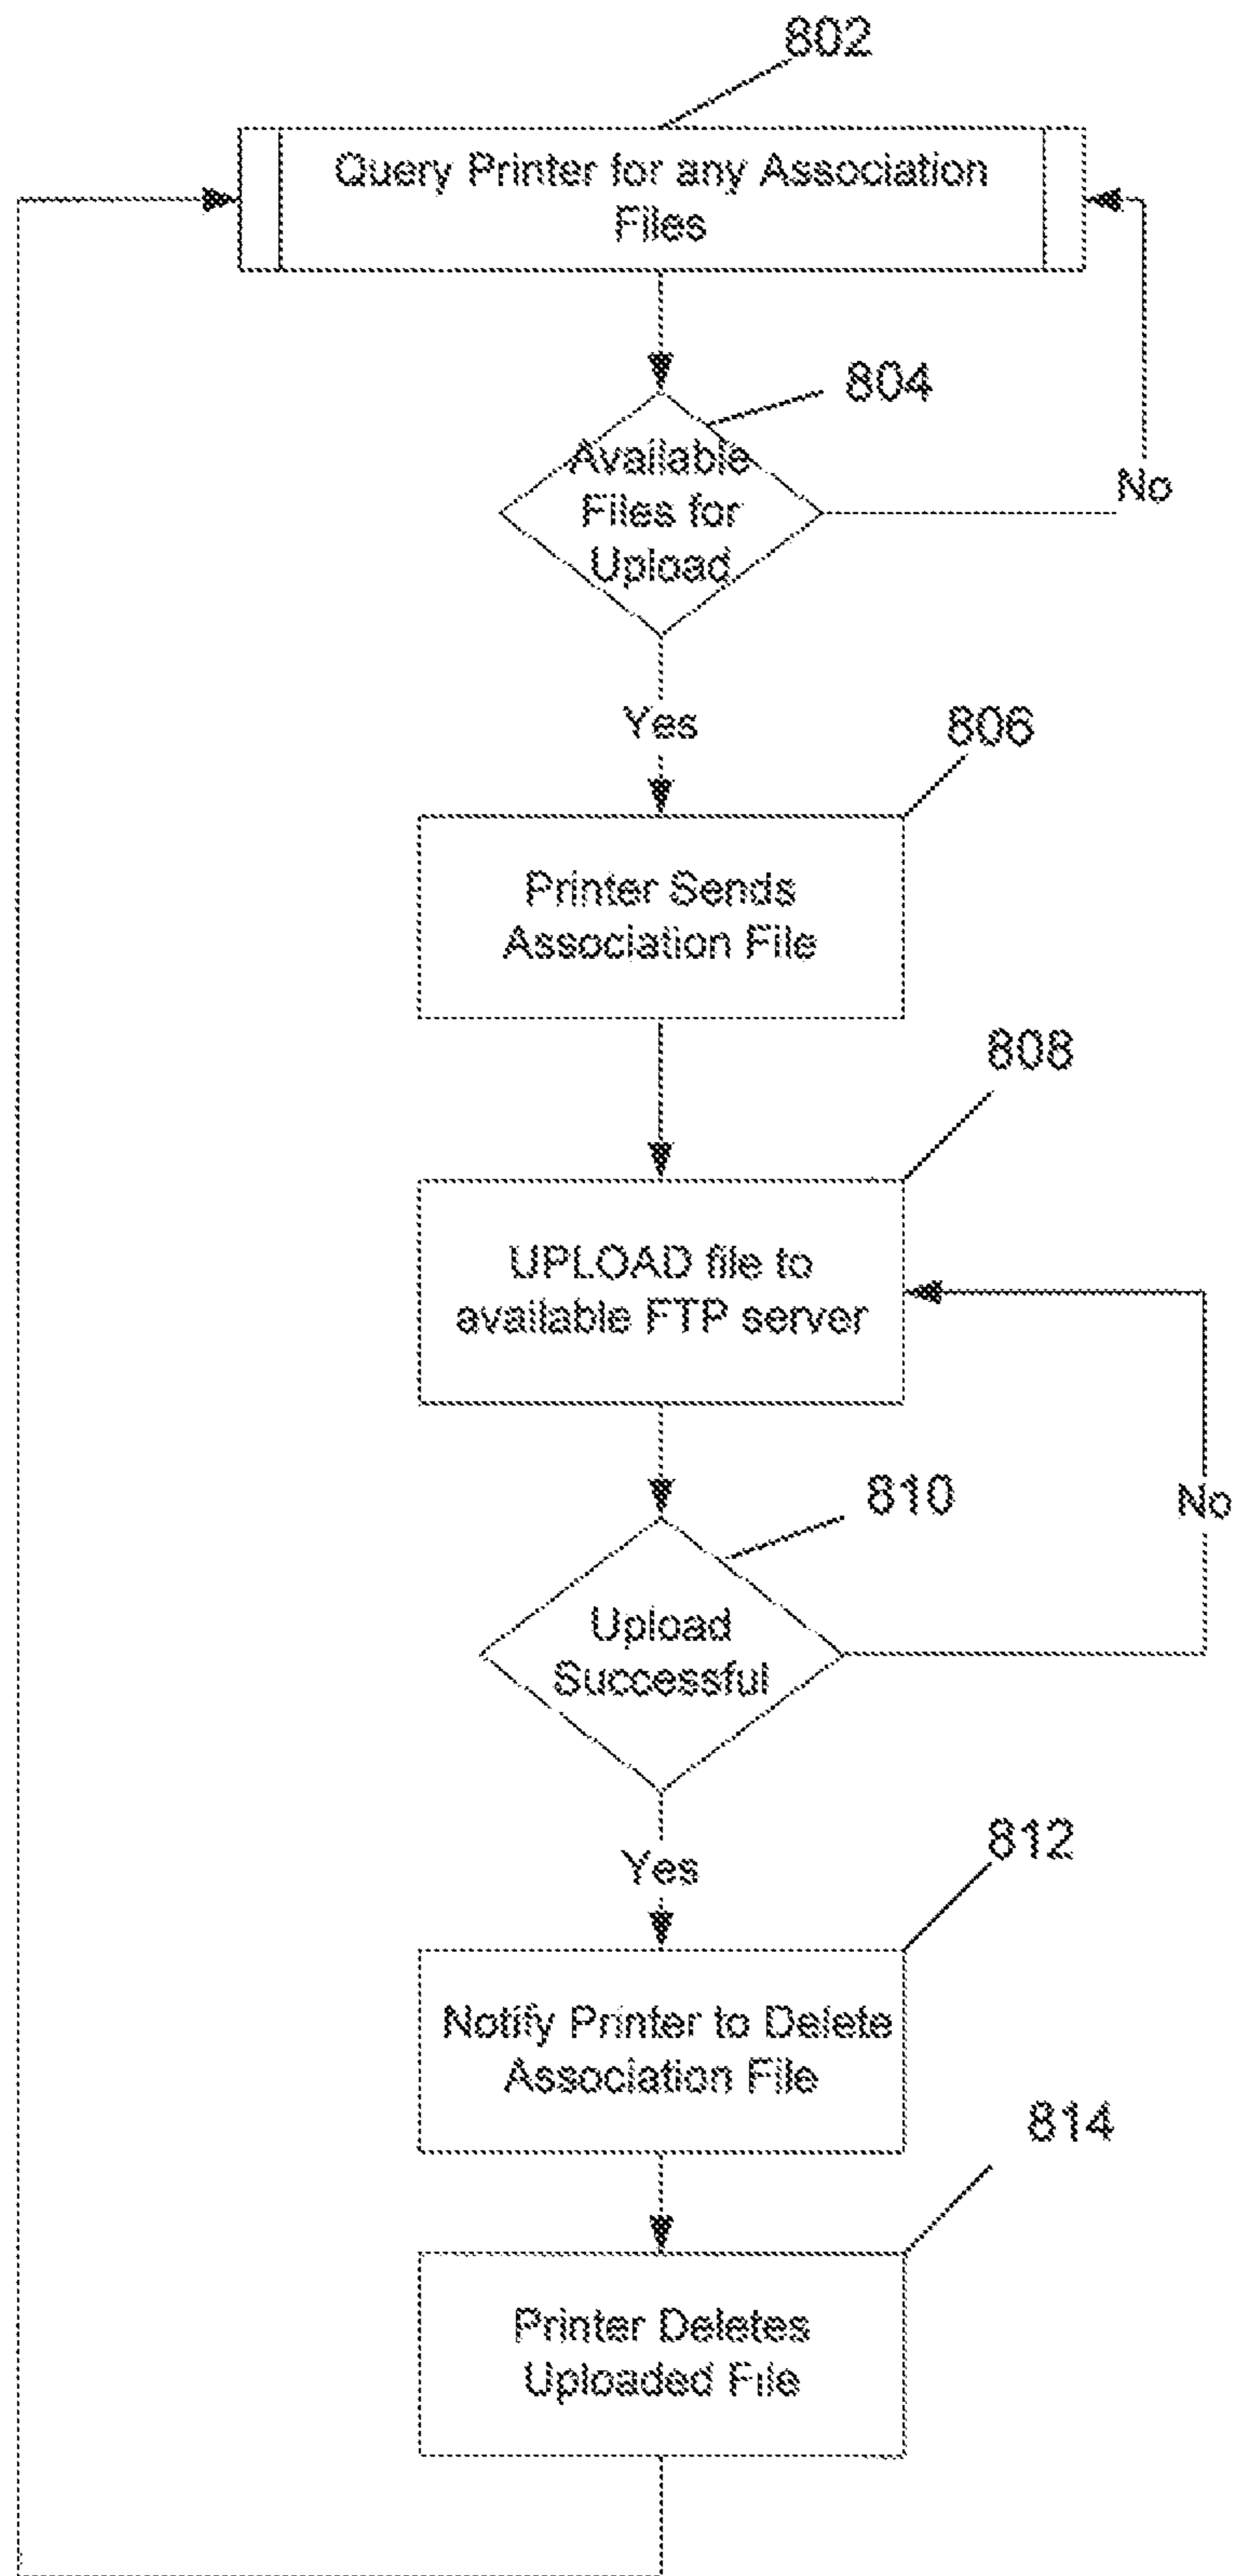 802
Query Printer for any Association
Files
804
Available
Files for
Upload
No
Yes
806
Printer Sends
Association File
808
UPLOAD file to
available FTP server
810
No
Upload
Successful
Yes
812
Notify Printer to Delete
Association File
814
Printer Deletes
Uploaded File